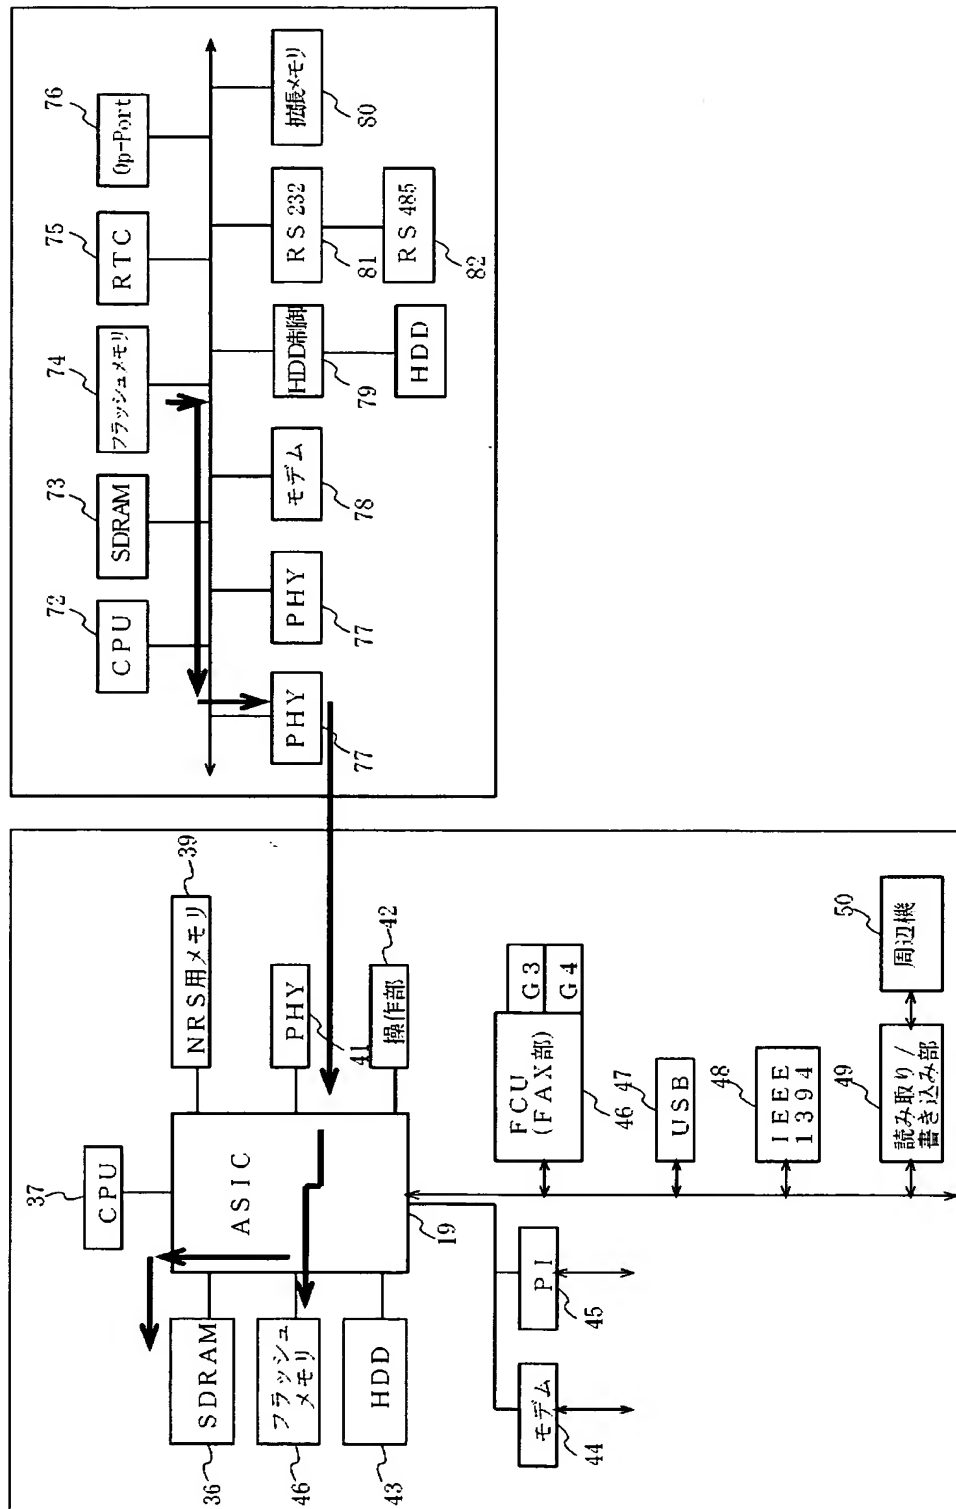 37
CPU
39
NRS用メモリ
36
SDRAM
46
フラッシュ
メモリ
43
HDD
ASIC
19
PHY
41
操作部
42
モデム
44
PI
45
FCU
(FAX部)
G3
G4
46
USB
47
IEEE
1394
48
読み取り/
書き込み部
49
周辺機
50
72
CPU
73
SDRAM
74
フラッシュメモリ
75
RTC
76
Op-Port
PHY
77
PHY
77
モデム
78
HDD制御
79
HDD
RS232
81
RS485
82
拡張メモリ
80